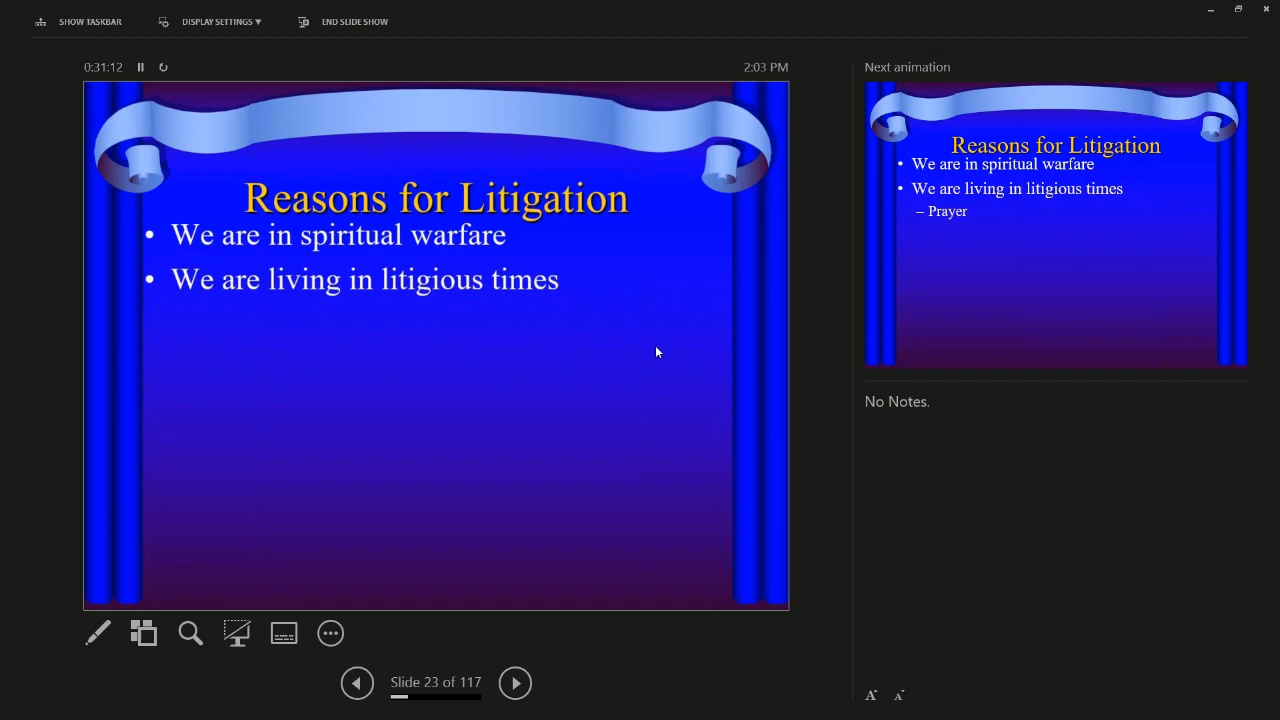 SHOW TASKBAR
DISPLAY SETTINGS ▼
END SLIDE SHOW
0:31:12
2:03 PM
Reasons for Litigation
• We are in spiritual warfare
• We are living in litigious times
Slide 23 of 117
Next animation
Reasons for Litigation
• We are in spiritual warfare
• We are living in litigious times
– Prayer
No Notes.
A A